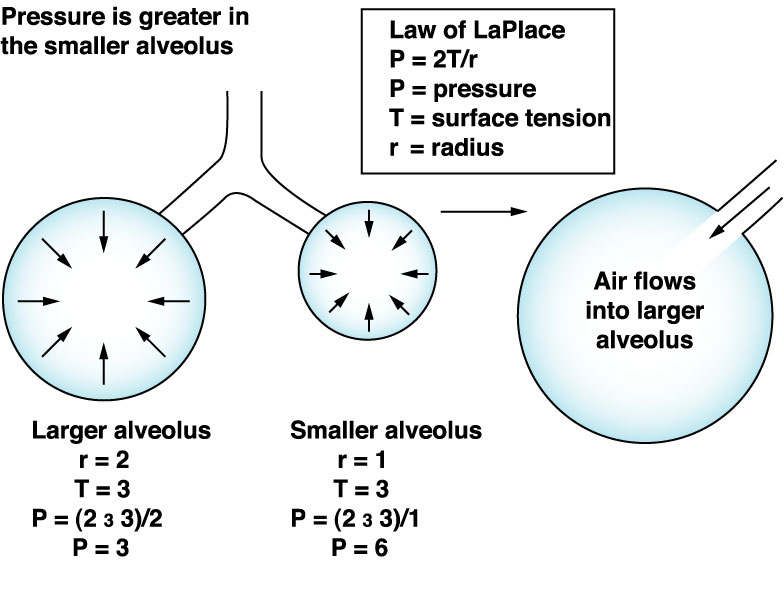 Pressure is greater in
the smaller alveolus
Law of LaPlace
P = 2T/r
P = pressure
T = surface tension
r = radius
Air flows
into larger
alveolus
Larger alveolus
r = 2
T = 3
P = (2 3 3)/2
P = 3
Smaller alveolus
r = 1
T = 3
P = (2 3 3)/1
P = 6